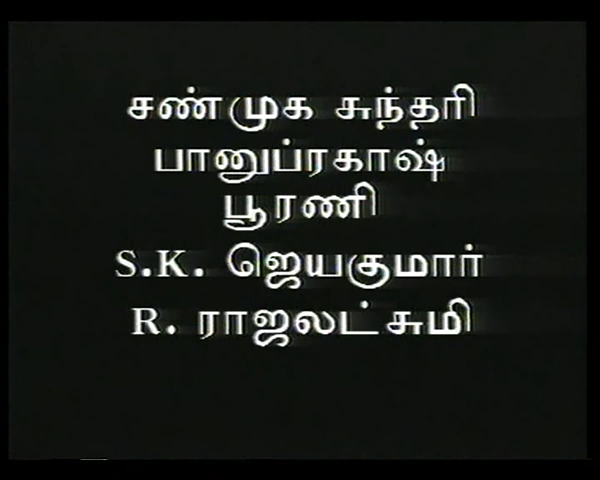 சண்முக சுந்தரி
பானுப்ரகாஷ்
பூரணி
S.K. ஜெயகுமார்
R. ராஜலட்சுமி